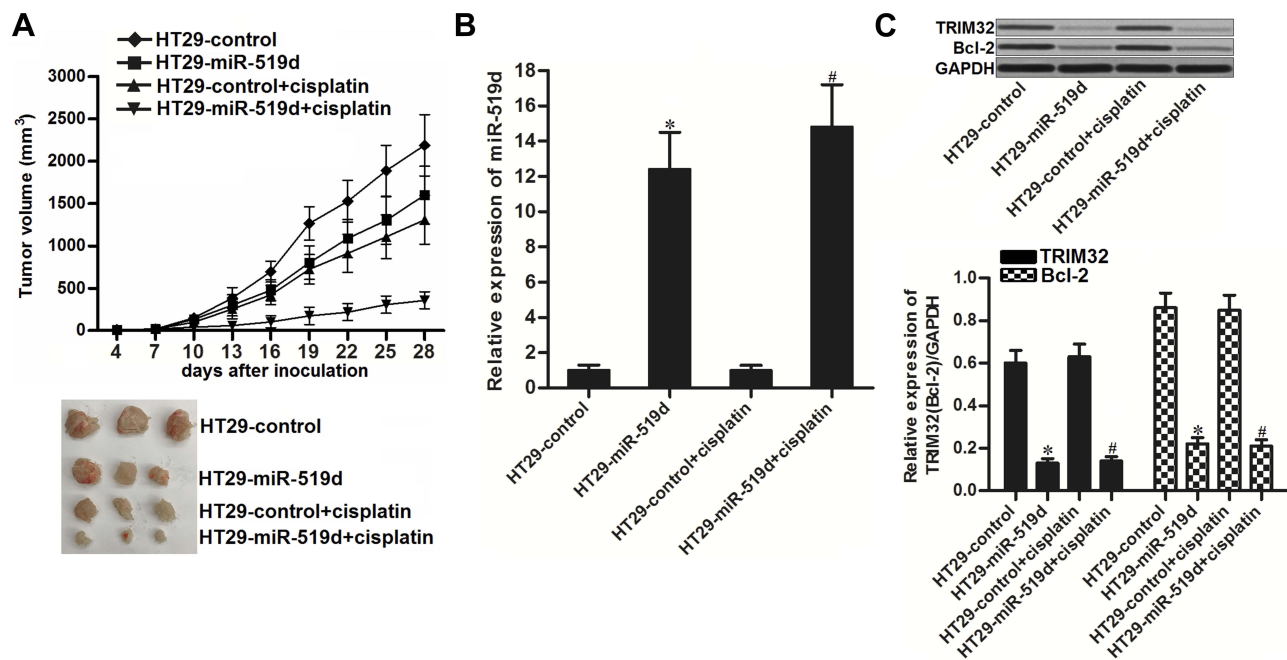 A
HT29-control
HT29-miR-519d
HT29-control+cisplatin
HT29-miR-519d+cisplatin
Tumor volume (mm3)
3000
2500
2000
1500
1000
500
0
4 7 10 13 16 19 22 25 28
days after inoculation
HT29-control
HT29-miR-519d
HT29-control+cisplatin
HT29-miR-519d+cisplatin
B
Relative expression of miR-519d
18
16
14
12
10
8
6
4
2
0
*
#
HT29-control
HT29-miR-519d
HT29-control+cisplatin
HT29-miR-519d+cisplatin
C
TRIM32
Bcl-2
GAPDH
HT29-control
HT29-miR-519d
HT29-control+cisplatin
HT29-miR-519d+cisplatin
TRIM32
Bcl-2
Relative expression of
TRIM32(Bcl-2)/GAPDH
1.0
0.8
0.6
0.4
0.2
0.0
*
#
*
#
HT29-control
HT29-miR-519d
HT29-control+cisplatin
HT29-miR-519d+cisplatin
HT29-control
HT29-miR-519d
HT29-control+cisplatin
HT29-miR-519d+cisplatin